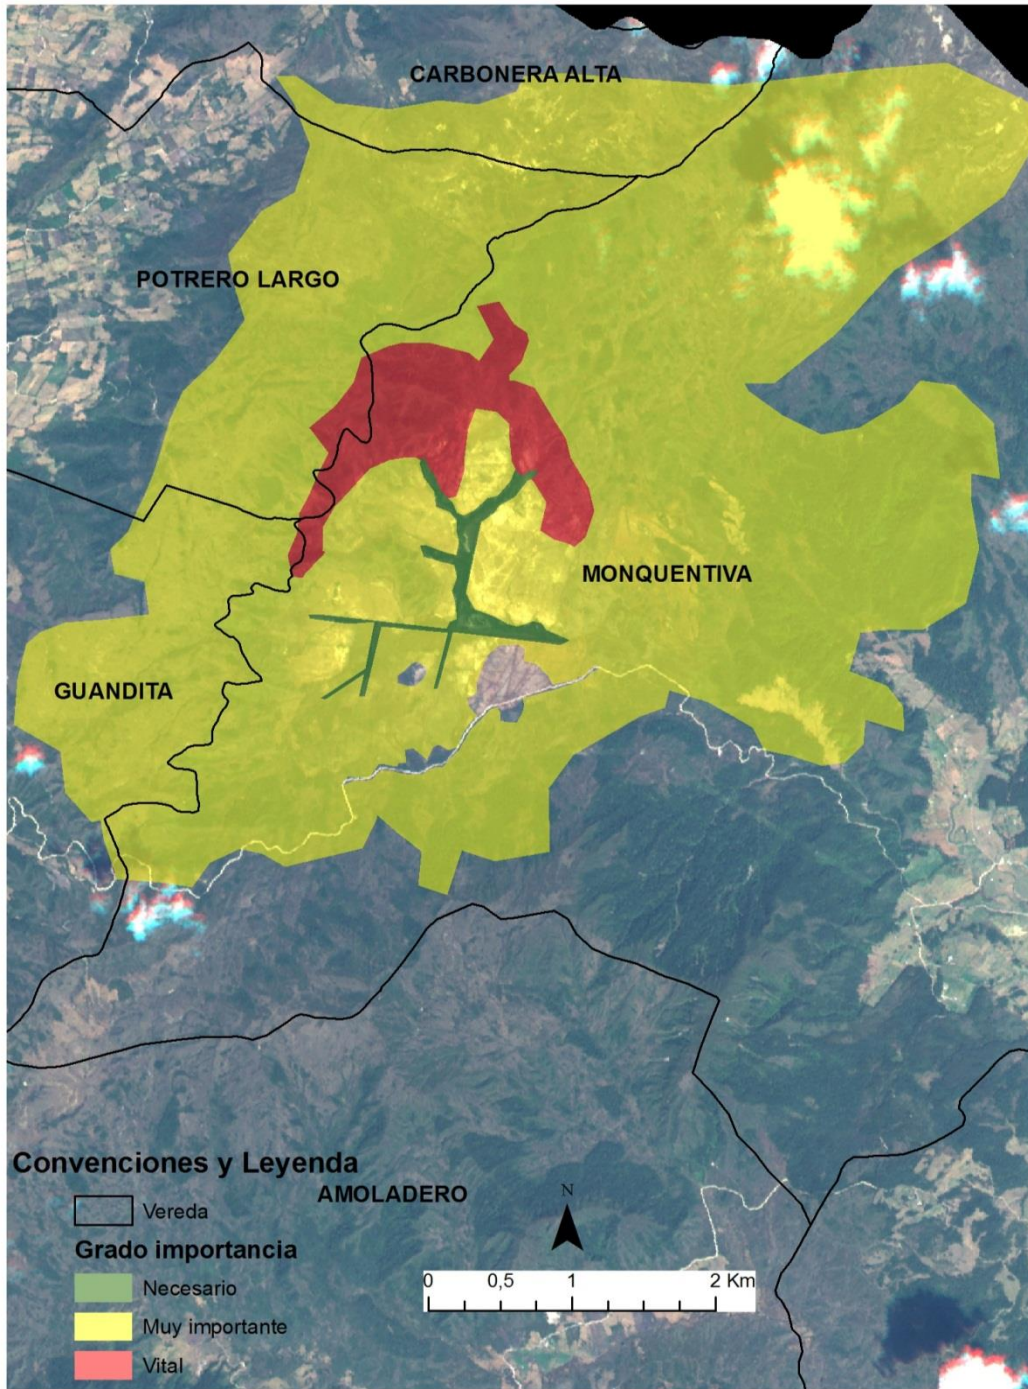 CARBONERA ALTA
POTRERO LARGO
MONQUENTIVA
GUANDITA
Convenciones y Leyenda
AMOLADERO
Vereda
Grado importancia
Necesario
Muy importante
Vital
N
0 0,5 1 2 Km